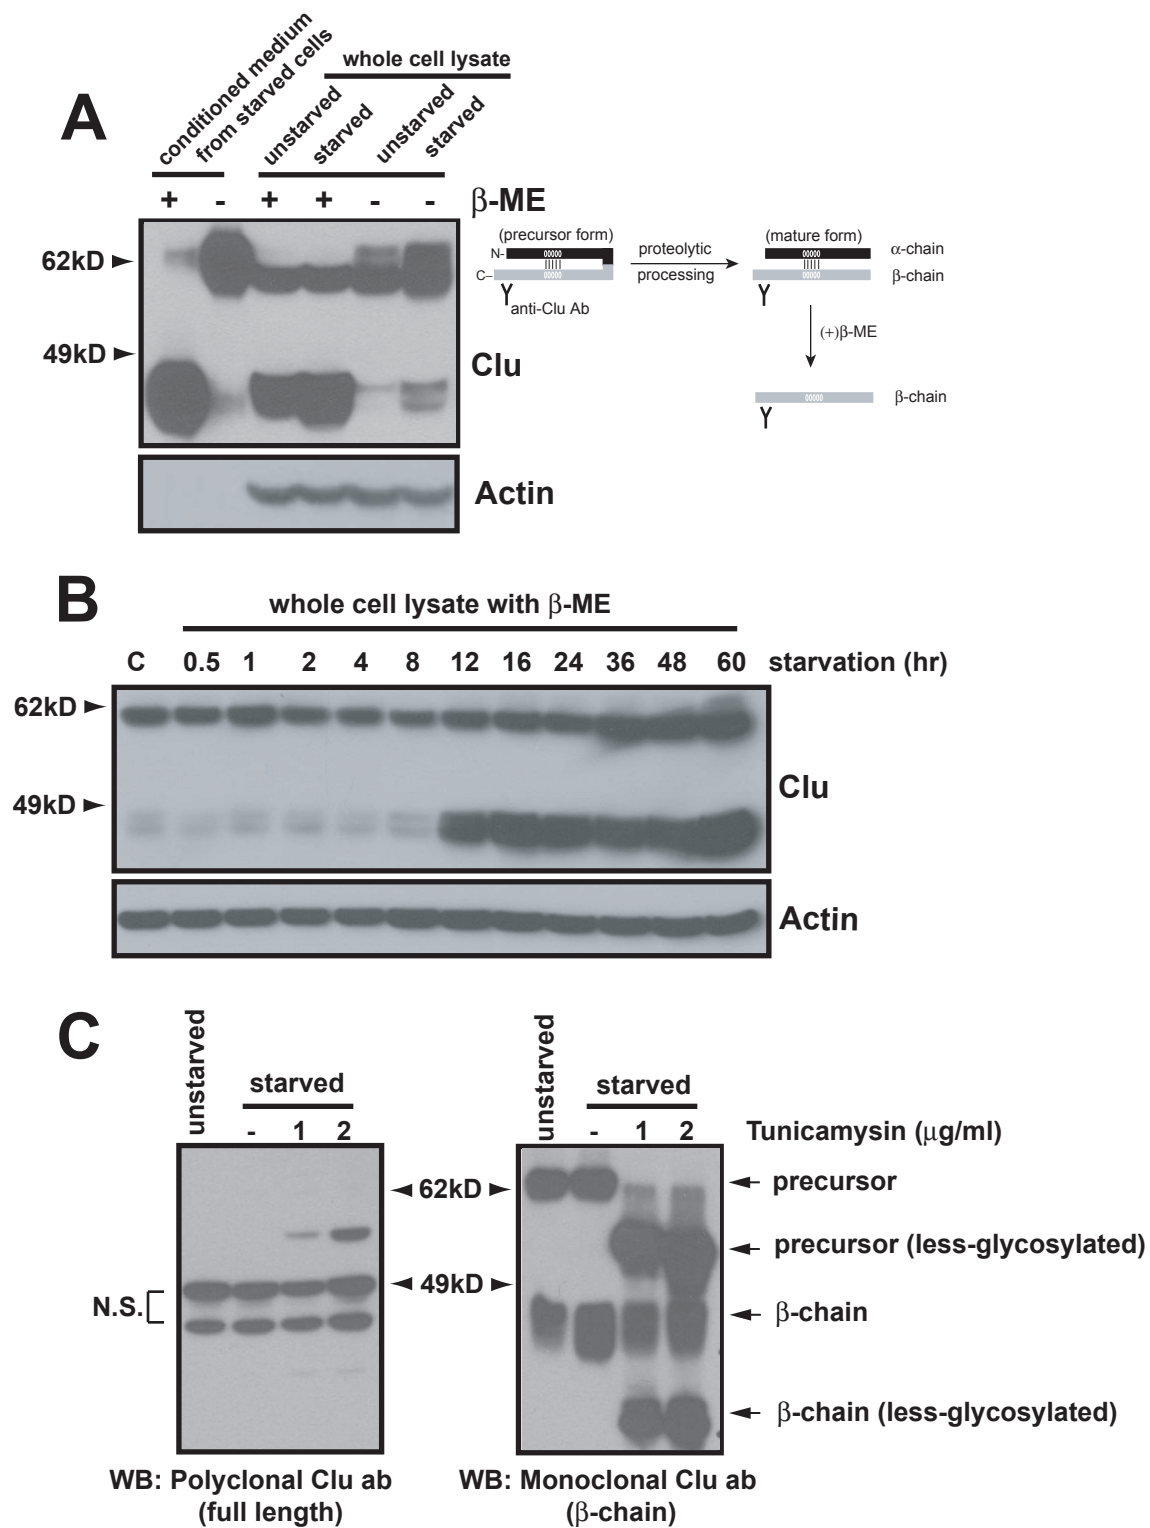 A
conditioned medium
from starved cells
whole cell lysate
unstarved
starved
unstarved
starved
+ - + + - - β-ME
62kD
49kD
Clu
Actin
(precursor form)
N-
C–
anti-Clu Ab
proteolytic
processing
(mature form)
α-chain
β-chain
(+)β-ME
β-chain
B
whole cell lysate with β-ME
C 0.5 1 2 4 8 12 16 24 36 48 60 starvation (hr)
62kD
49kD
Clu
Actin
C
unstarved
starved
- 1 2
unstarved
starved
- 1 2 Tunicamysin (μg/ml)
62kD
49kD
N.S.
precursor
precursor (less-glycosylated)
β-chain
β-chain (less-glycosylated)
WB: Polyclonal Clu ab
(full length)
WB: Monoclonal Clu ab
(β-chain)